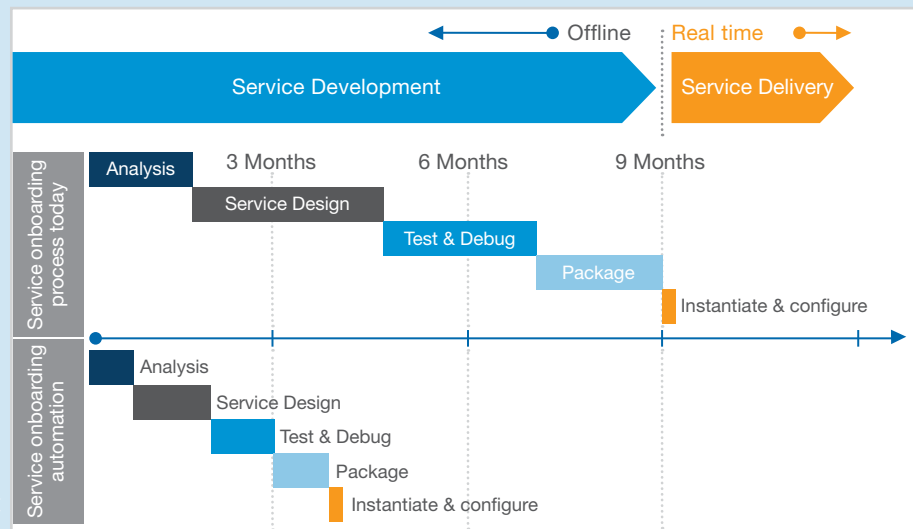 Offline
Real time
Service Development
Service Delivery
Service onboarding
process today
3 Months
6 Months
9 Months
Analysis
Service Design
Test & Debug
Package
Instantiate & configure
Service onboarding
automation
Analysis
Service Design
Test & Debug
Package
Instantiate & configure